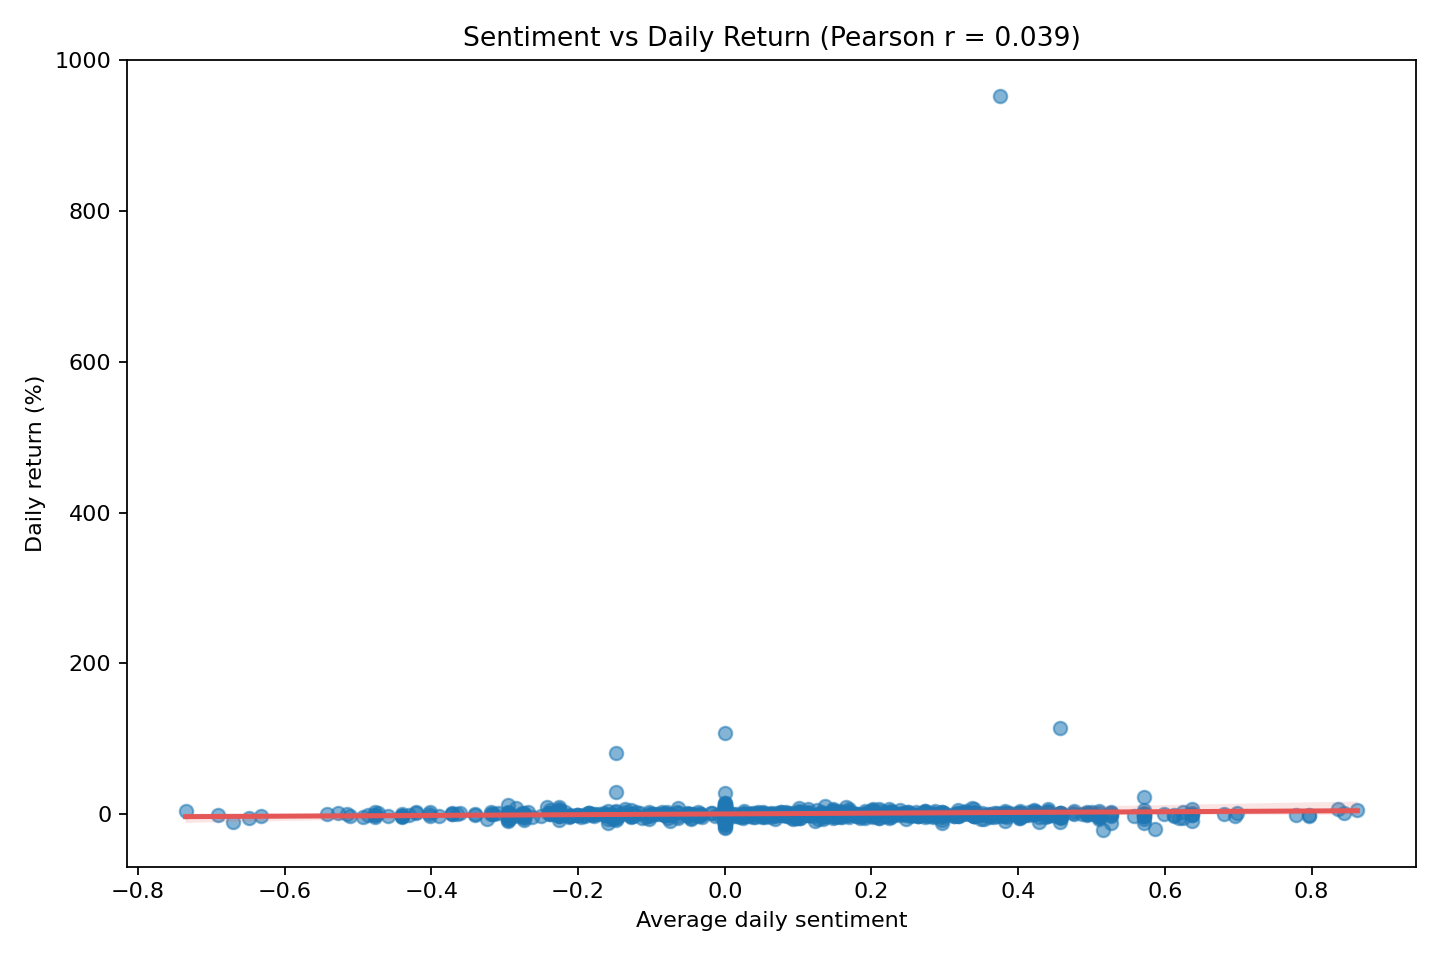 Sentiment vs Daily Return (Pearson r = 0.039)
1000
800
600
400
200
0
Daily return (%)
−0.8 −0.6 −0.4 −0.2 0.0 0.2 0.4 0.6 0.8
Average daily sentiment